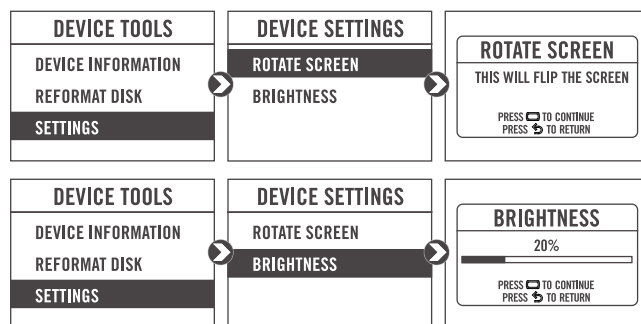 DEVICE TOOLS
DEVICE INFORMATION
REFORMAT DISK
SETTINGS
DEVICE SETTINGS
ROTATE SCREEN
BRIGHTNESS
ROTATE SCREEN
THIS WILL FLIP THE SCREEN
PRESS TO CONTINUE
PRESS TO RETURN
DEVICE TOOLS
DEVICE INFORMATION
REFORMAT DISK
SETTINGS
DEVICE SETTINGS
ROTATE SCREEN
BRIGHTNESS
BRIGHTNESS
20%
PRESS TO CONTINUE
PRESS TO RETURN